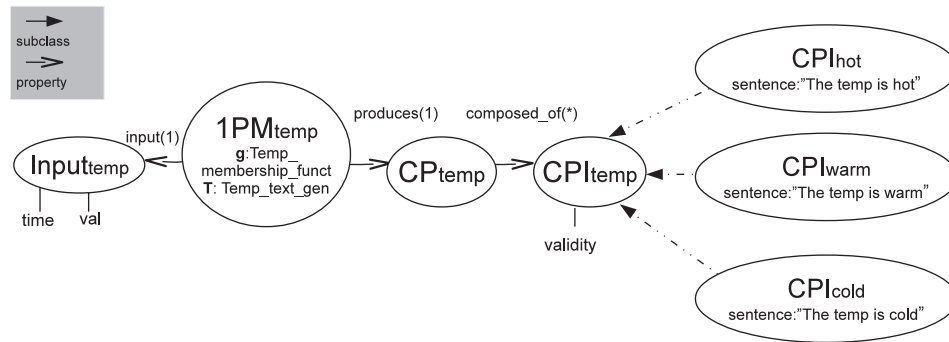 subclass
property
input(1)
Inputtemp
time
val
1PMtemp
g:Temp_
membership_funct
T: Temp_text_gen
produces(1)
CPtemp
composed_of(*)
CPItemp
validity
CPIhot
sentence:"The temp is hot"
CPIwarm
sentence:"The temp is warm"
CPIcold
sentence:"The temp is cold"